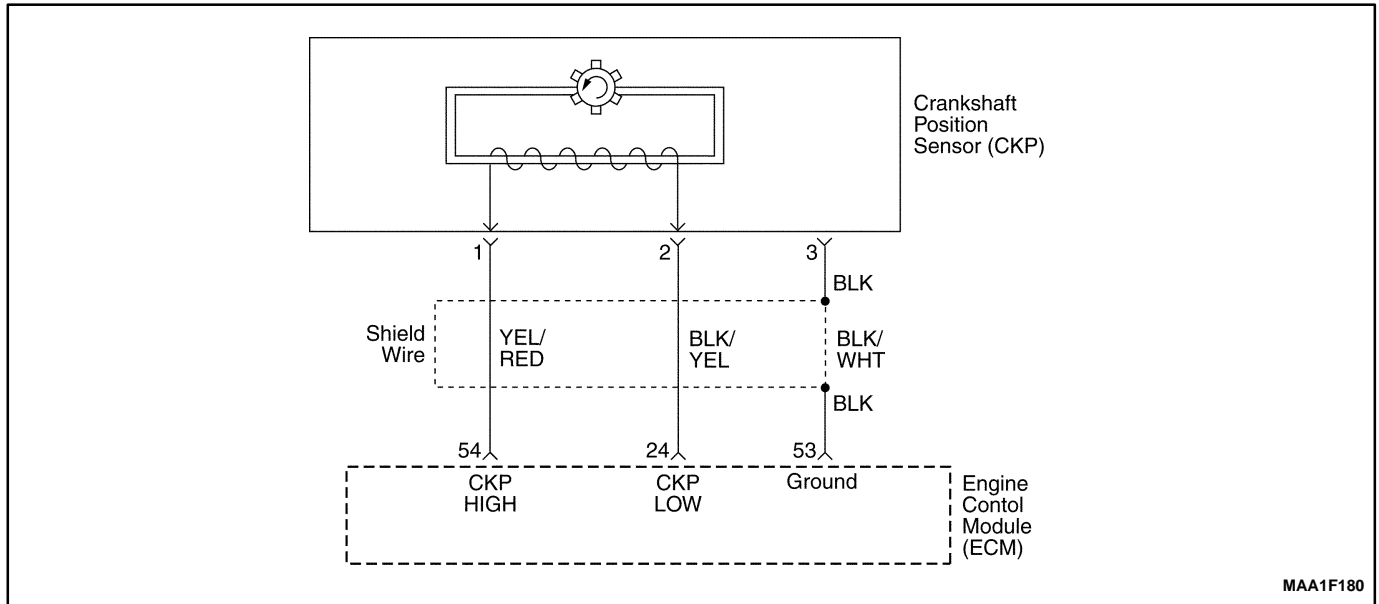 Crankshaft
Position
Sensor (CKP)
1
2
3
BLK
Shield
Wire
YEL/
RED
BLK/
YEL
BLK/
WHT
BLK
54
24
53
CKP
HIGH
CKP
LOW
Ground
Engine
Contol
Module
(ECM)
MAA1F180